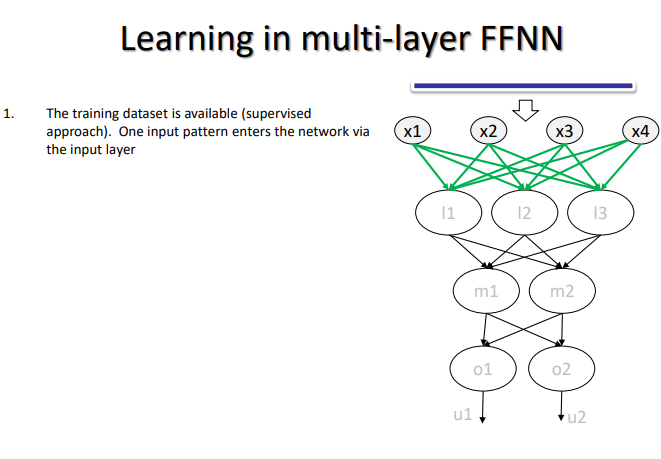 Learning in multi-layer FFNN
1. The training dataset is available (supervised
approach). One input pattern enters the network via
the input layer
x1 x2 x3 x4
l1 l2 l3
m1 m2
o1 o2
u1 u2